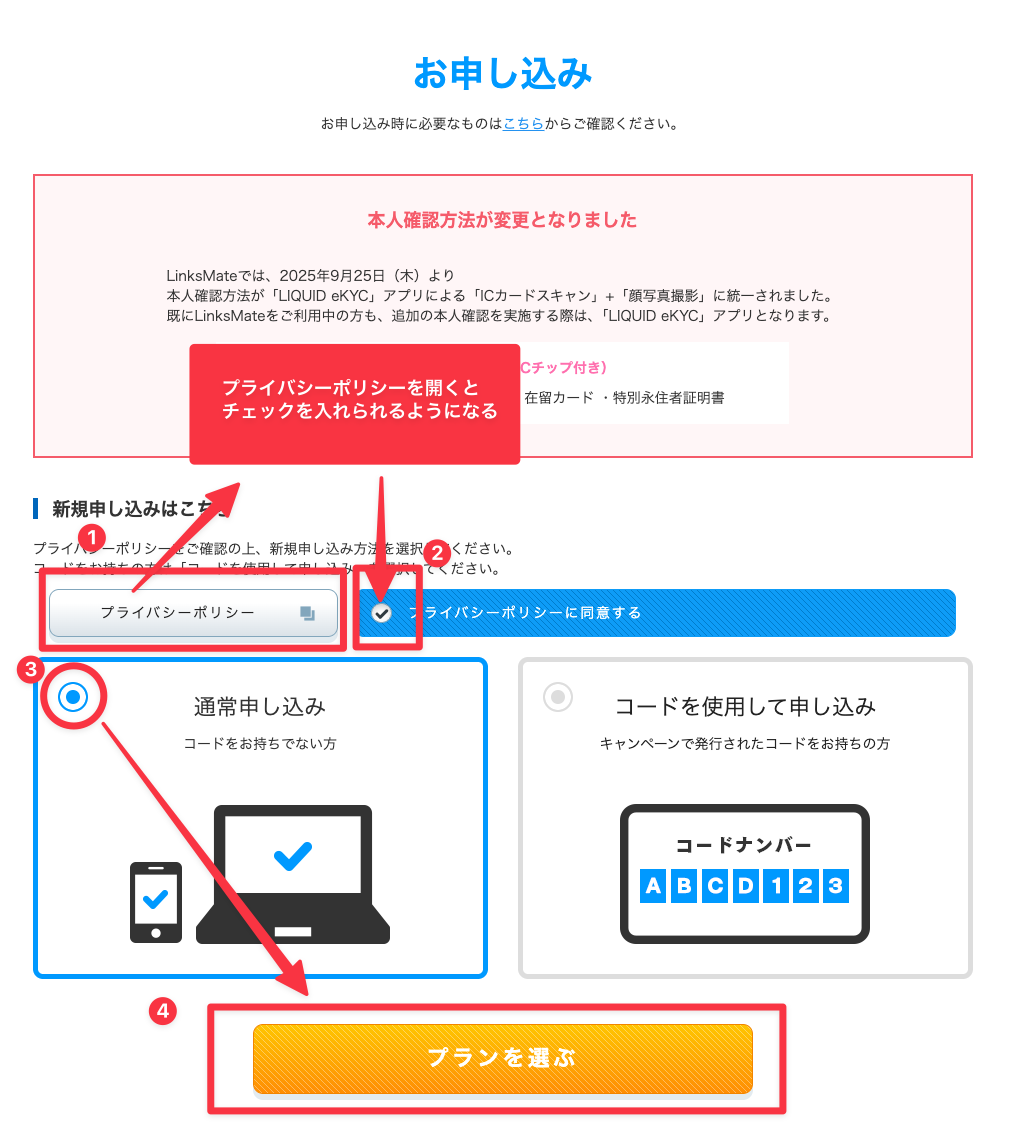 お申し込み
お申し込み時に必要なものはこちらからご確認ください。
本人確認方法が変更となりました
LinksMateでは、2025年9月25日（木）より
本人確認方法が「LIQUID eKYC」アプリによる「ICカードスキャン」+「顔写真撮影」に統一されました。
既にLinksMateをご利用中の方も、追加の本人確認を実施する際は、「LIQUID eKYC」アプリとなります。
Cチップ付き）
在留カード ・特別永住者証明書
プライバシーポリシーを開くと
チェックを入れられるようになる
新規申し込みはこちら
1
プライバシーポリシーをご確認の上、新規申し込み方法を選択してください。
2
コードをお持ちの方は「コードを使用して申し込み」を選択してください。
プライバシーポリシー
プライバシーポリシーに同意する
3
通常申し込み
コードをお持ちでない方
コードを使用して申し込み
キャンペーンで発行されたコードをお持ちの方
コードナンバー
A B C D 1 2 3
4
プランを選ぶ